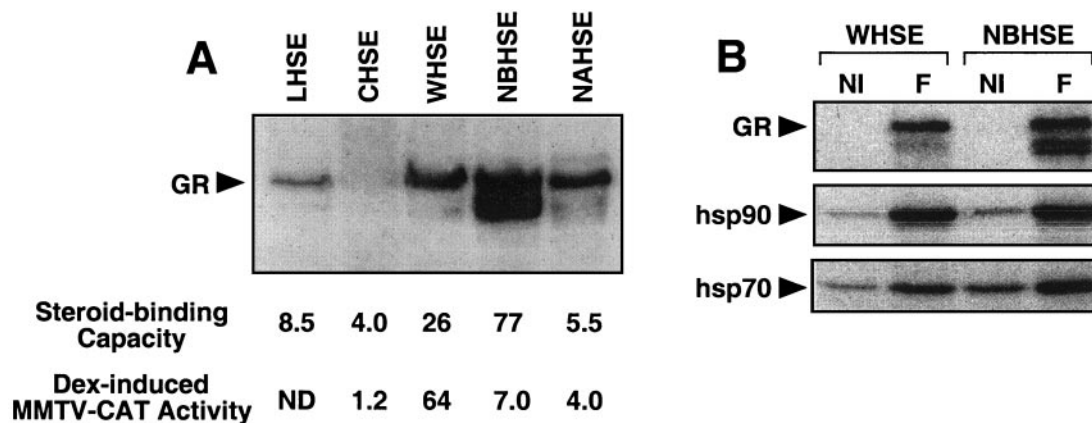 A
LHSE CHSE WHSE NBHSE NAHSE
GR
Steroid-binding
Capacity
8.5 4.0 26 77 5.5
Dex-induced
MMTV-CAT Activity
ND 1.2 64 7.0 4.0
B
WHSE NBHSE
NI F NI F
GR
hsp90
hsp70